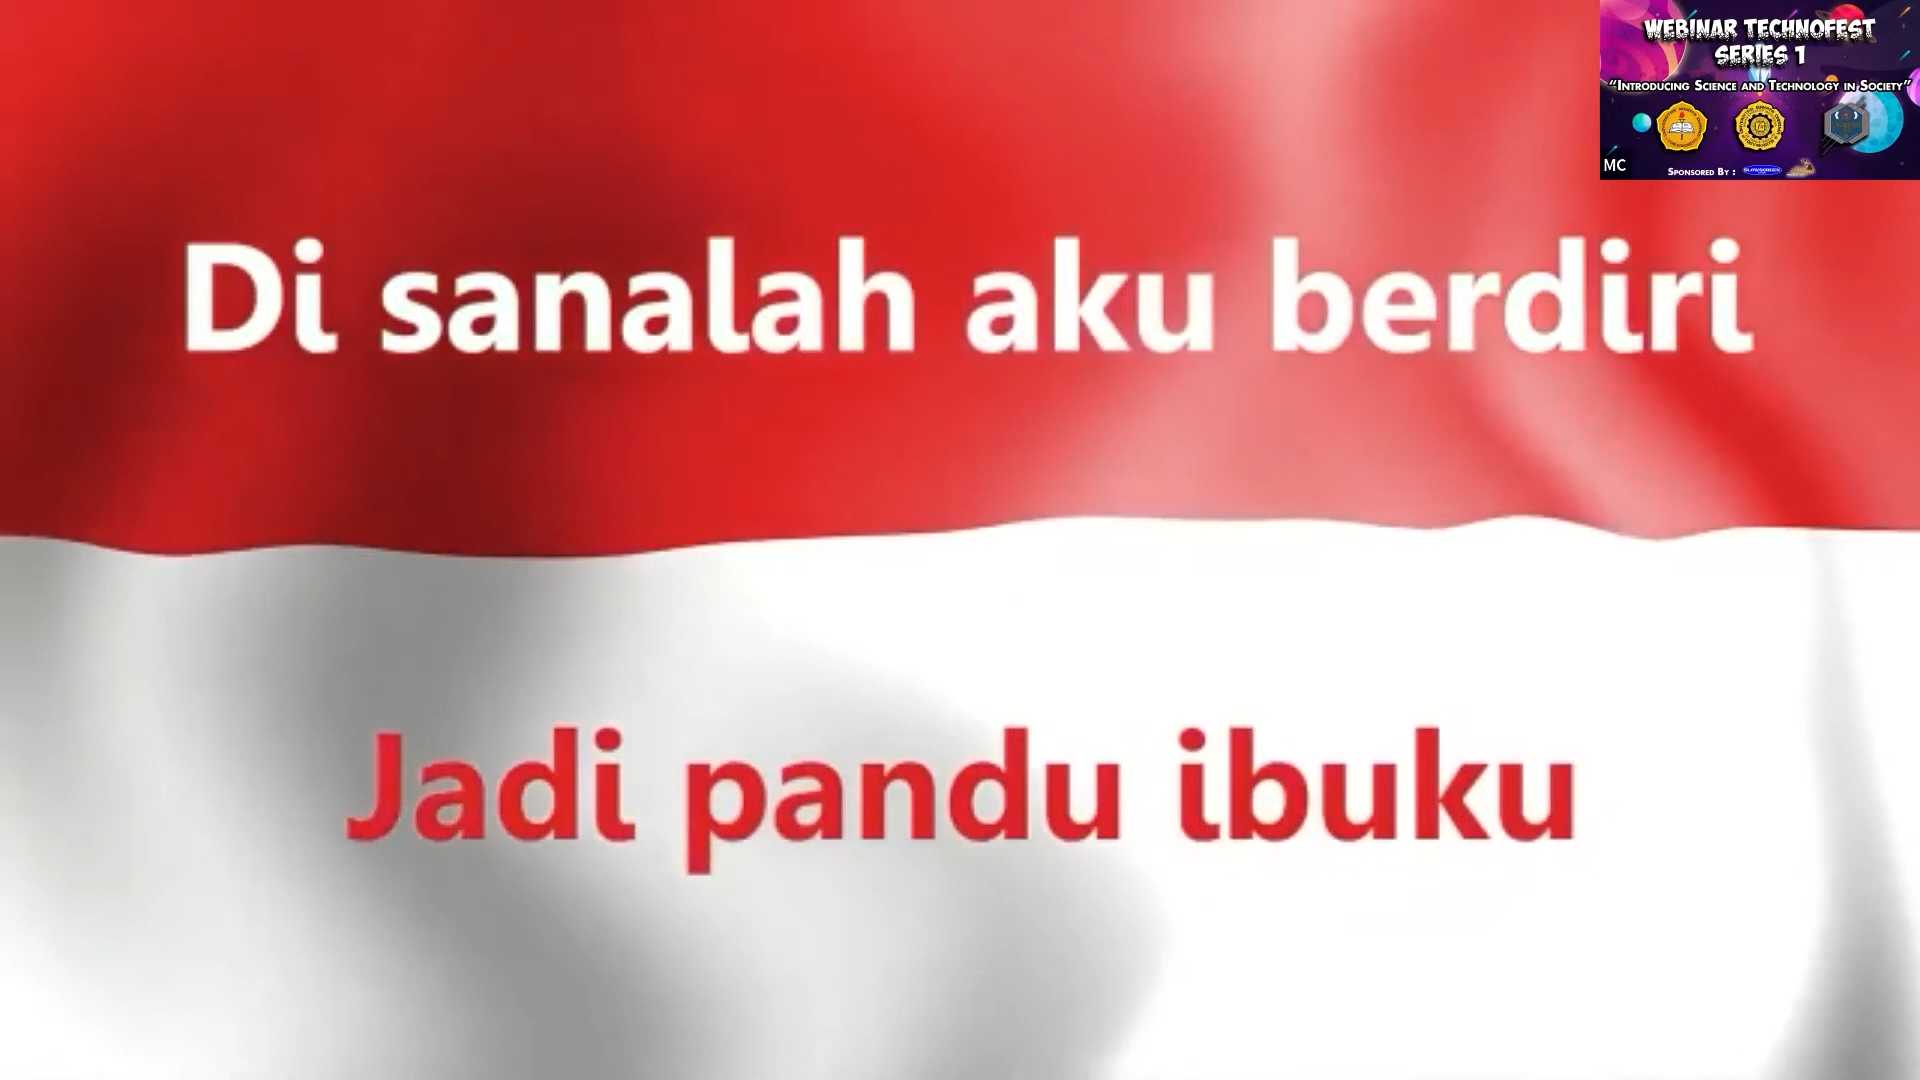 WEBINAR TECHNOFEST
SERIES 1
"INTRODUCING SCIENCE AND TECHNOLOGY IN SOCIETY"
MC
SPONSORED BY :
Di sanalah aku berdiri
Jadi pandu ibuku